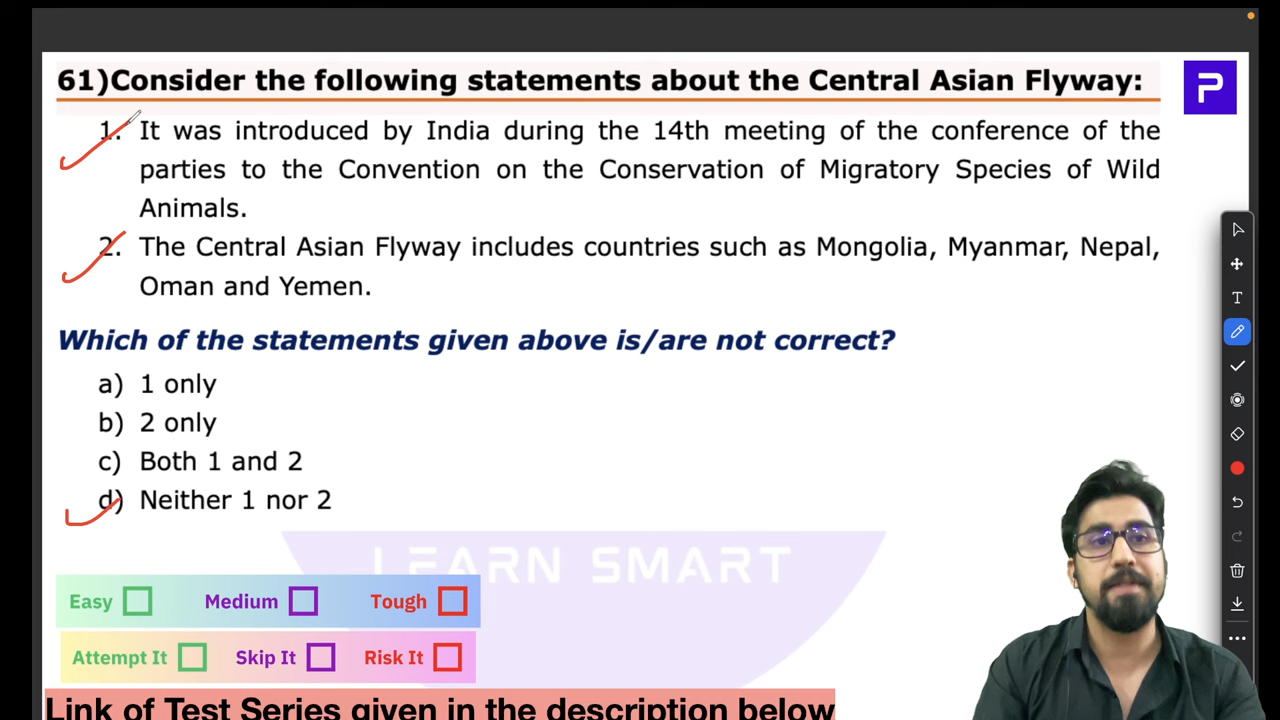 61)Consider the following statements about the Central Asian Flyway:
1. It was introduced by India during the 14th meeting of the conference of the
parties to the Convention on the Conservation of Migratory Species of Wild
Animals.
2. The Central Asian Flyway includes countries such as Mongolia, Myanmar, Nepal,
Oman and Yemen.
Which of the statements given above is/are not correct?
a) 1 only
b) 2 only
c) Both 1 and 2
d) Neither 1 nor 2
LEARN SMART
Easy Medium Tough
Attempt It Skip It Risk It
Link of Test Series given in the description below
P
T